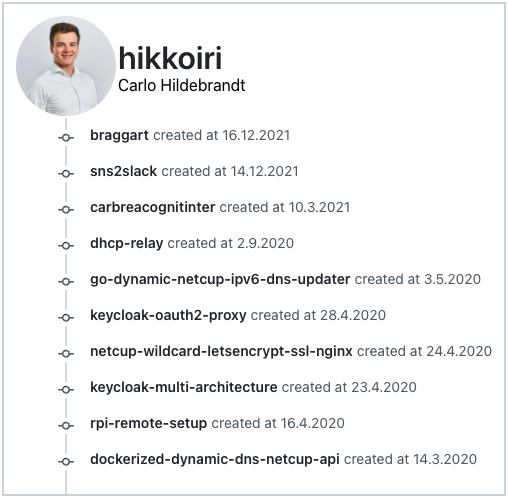 hikkoiri
Carlo Hildebrandt
braggart created at 16.12.2021
sns2slack created at 14.12.2021
carbreacognitinter created at 10.3.2021
dhcp-relay created at 2.9.2020
go-dynamic-netcup-ipv6-dns-updater created at 3.5.2020
keycloak-oauth2-proxy created at 28.4.2020
netcup-wildcard-letsencrypt-ssl-nginx created at 24.4.2020
keycloak-multi-architecture created at 23.4.2020
rpi-remote-setup created at 16.4.2020
dockerized-dynamic-dns-netcup-api created at 14.3.2020